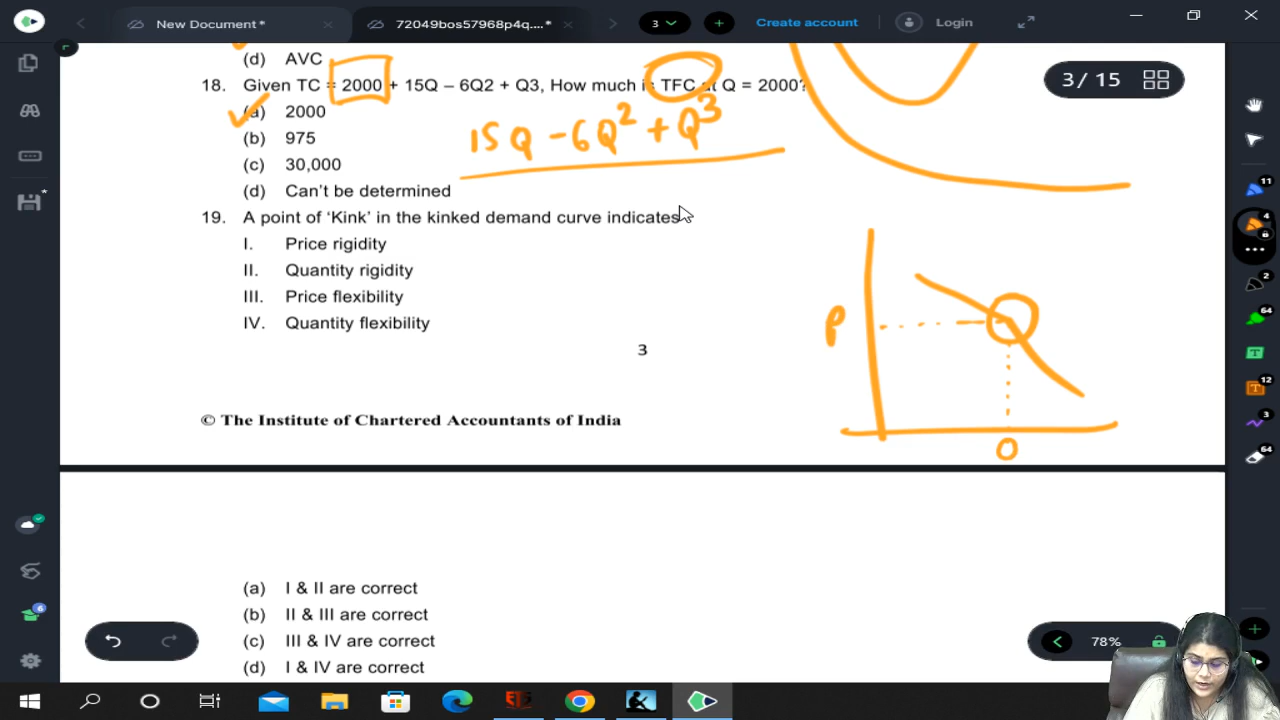 New Document*
72049bos57968p4q....*
3
Create account
Login
(d) AVC
18. Given TC = 2000 + 15Q – 6Q2 + Q3, How much is TFC at Q = 2000?
(a) 2000
(b) 975
(c) 30,000
(d) Can't be determined
15Q – 6Q² + Q³
3 / 15
19. A point of 'Kink' in the kinked demand curve indicates
I. Price rigidity
II. Quantity rigidity
III. Price flexibility
IV. Quantity flexibility
P
O
3
© The Institute of Chartered Accountants of India
(a) I & II are correct
(b) II & III are correct
(c) III & IV are correct
(d) I & IV are correct
78%
11
4
2
64
12
3
64
6